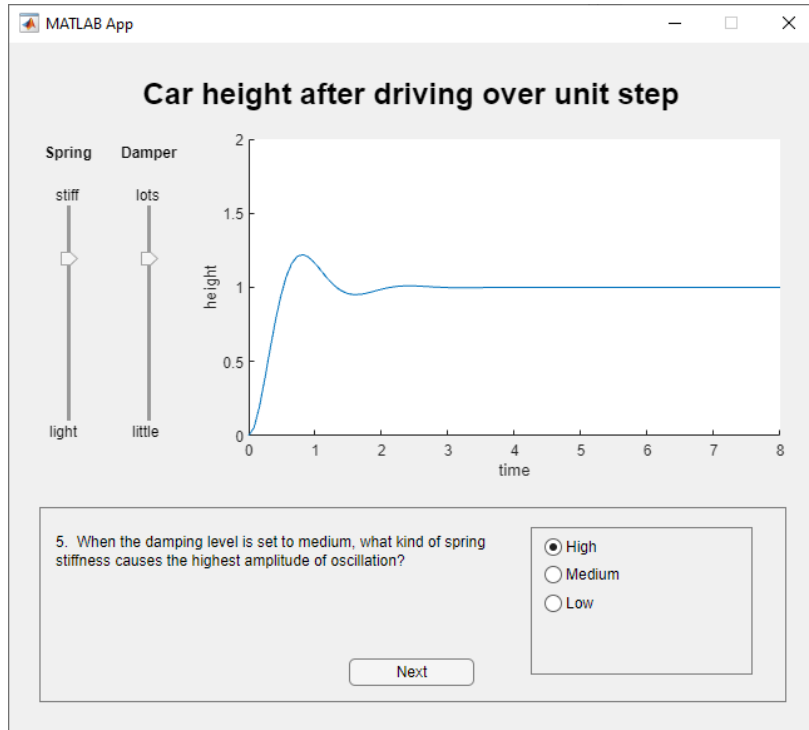 MATLAB App
Car height after driving over unit step
Spring Damper
stiff lots
light little
height
2
1.5
1
0.5
0
0 1 2 3 4 5 6 7 8
time
5. When the damping level is set to medium, what kind of spring
stiffness causes the highest amplitude of oscillation?
High
Medium
Low
Next